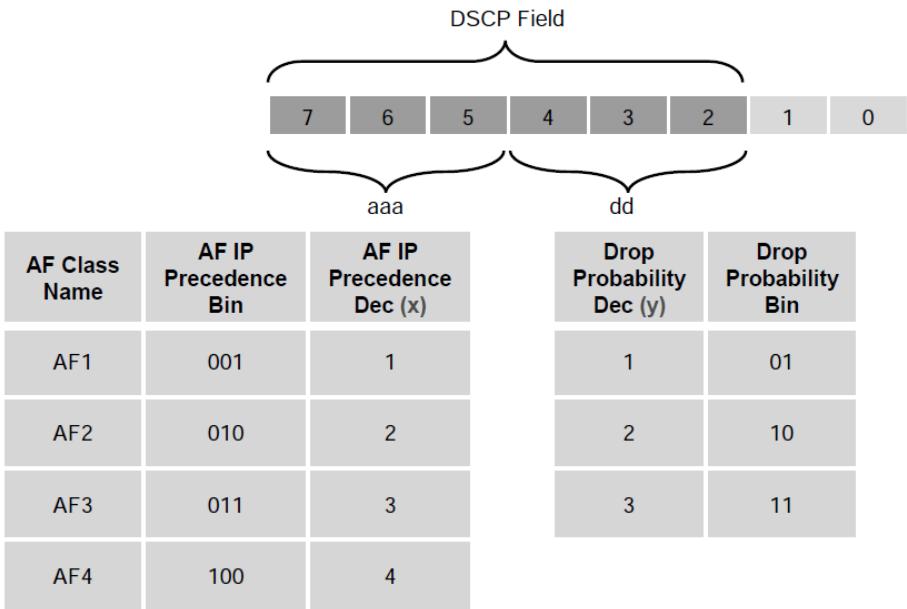 DSCP Field
7 6 5 4 3 2 1 0
aaa dd
AF Class Name AF IP Precedence Bin AF IP Precedence Dec (x)
AF1 001 1
AF2 010 2
AF3 011 3
AF4 100 4
Drop Probability Dec (y) Drop Probability Bin
1 01
2 10
3 11